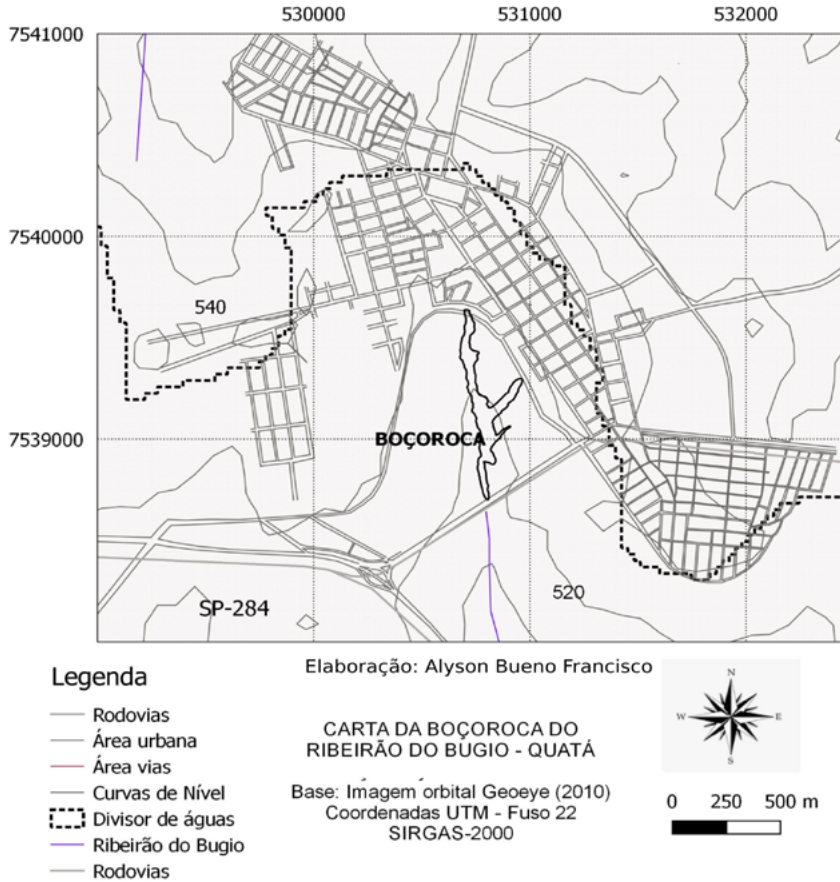 530000 531000 532000
7541000
7540000
540
7539000
BOÇOROCA
520
SP-284
Legenda
Rodovias
Área urbana
Área vias
Curvas de Nível
Divisor de águas
Ribeirão do Bugio
Rodovias
Elaboração: Alyson Bueno Francisco
CARTA DA BOÇOROCA DO
RIBEIRÃO DO BUGIO - QUATÁ
Base: Imagem orbital Geoeye (2010)
Coordenadas UTM - Fuso 22
SIRGAS-2000
N
W E
S
0 250 500 m